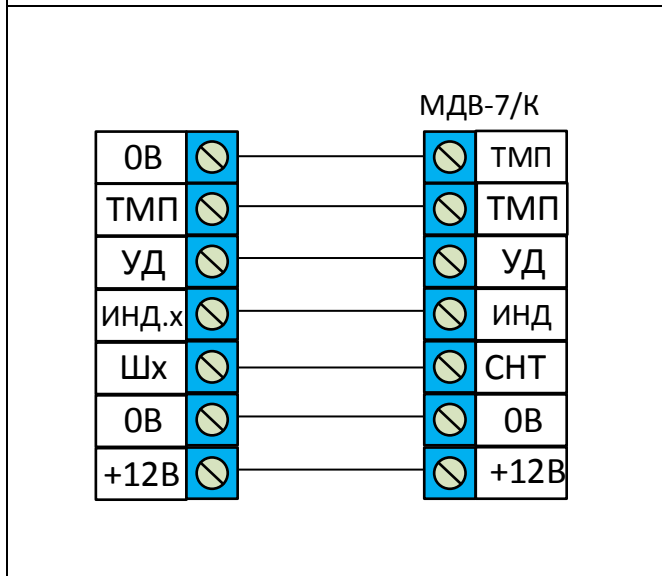 МДВ-7/К
0В ТМП
ТМП ТМП
УД УД
ИНД.х ИНД
Шх СНТ
0В 0В
+12В +12В